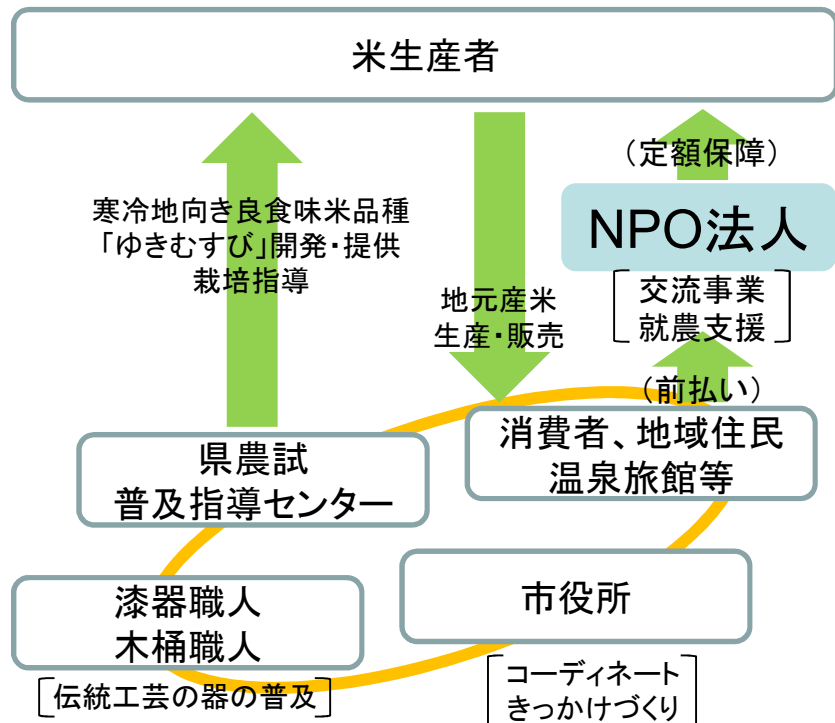 米生産者
(定額保障)
寒冷地向き良食味米品種
「ゆきむすび」開発・提供
栽培指導
NPO法人
交流事業
就農支援
地元産米
生産・販売
(前払い)
県農試
普及指導センター
消費者、地域住民
温泉旅館等
漆器職人
木桶職人
市役所
[伝統工芸の器の普及]
コーディネート
きっかけづくり